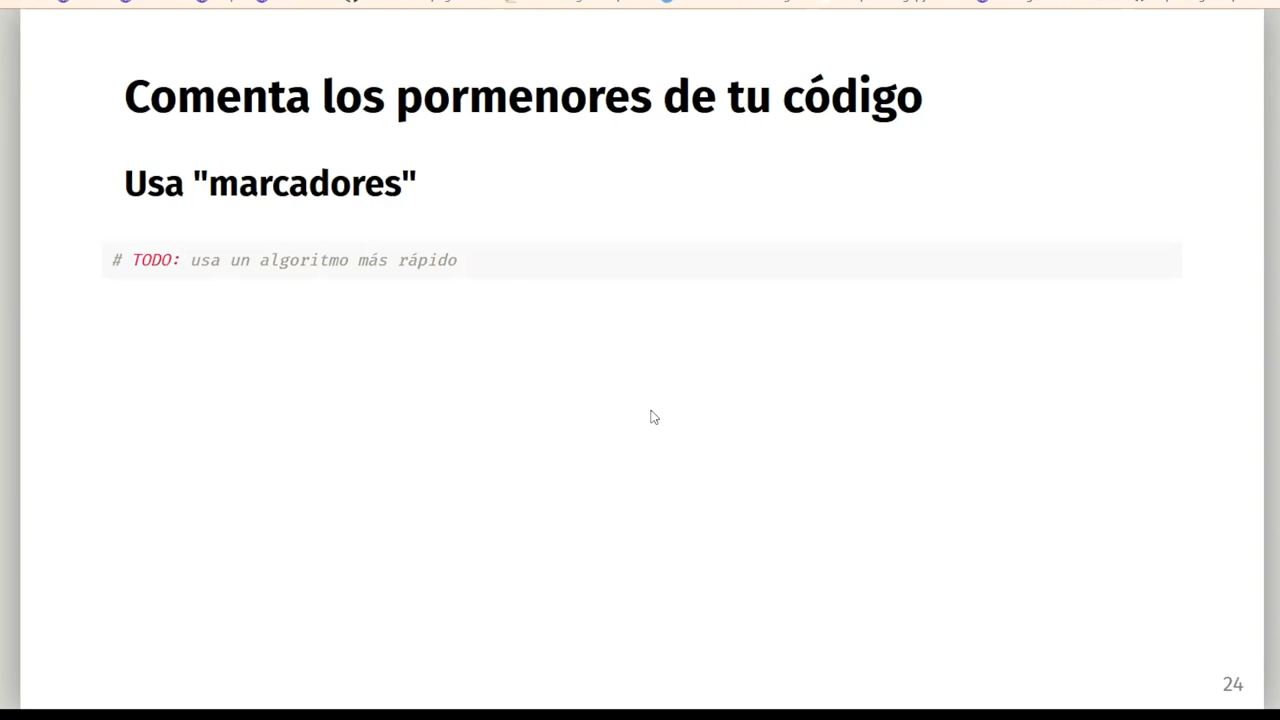 Comenta los pormenores de tu código
Usa "marcadores"
# TODO: usa un algoritmo más rápido
24